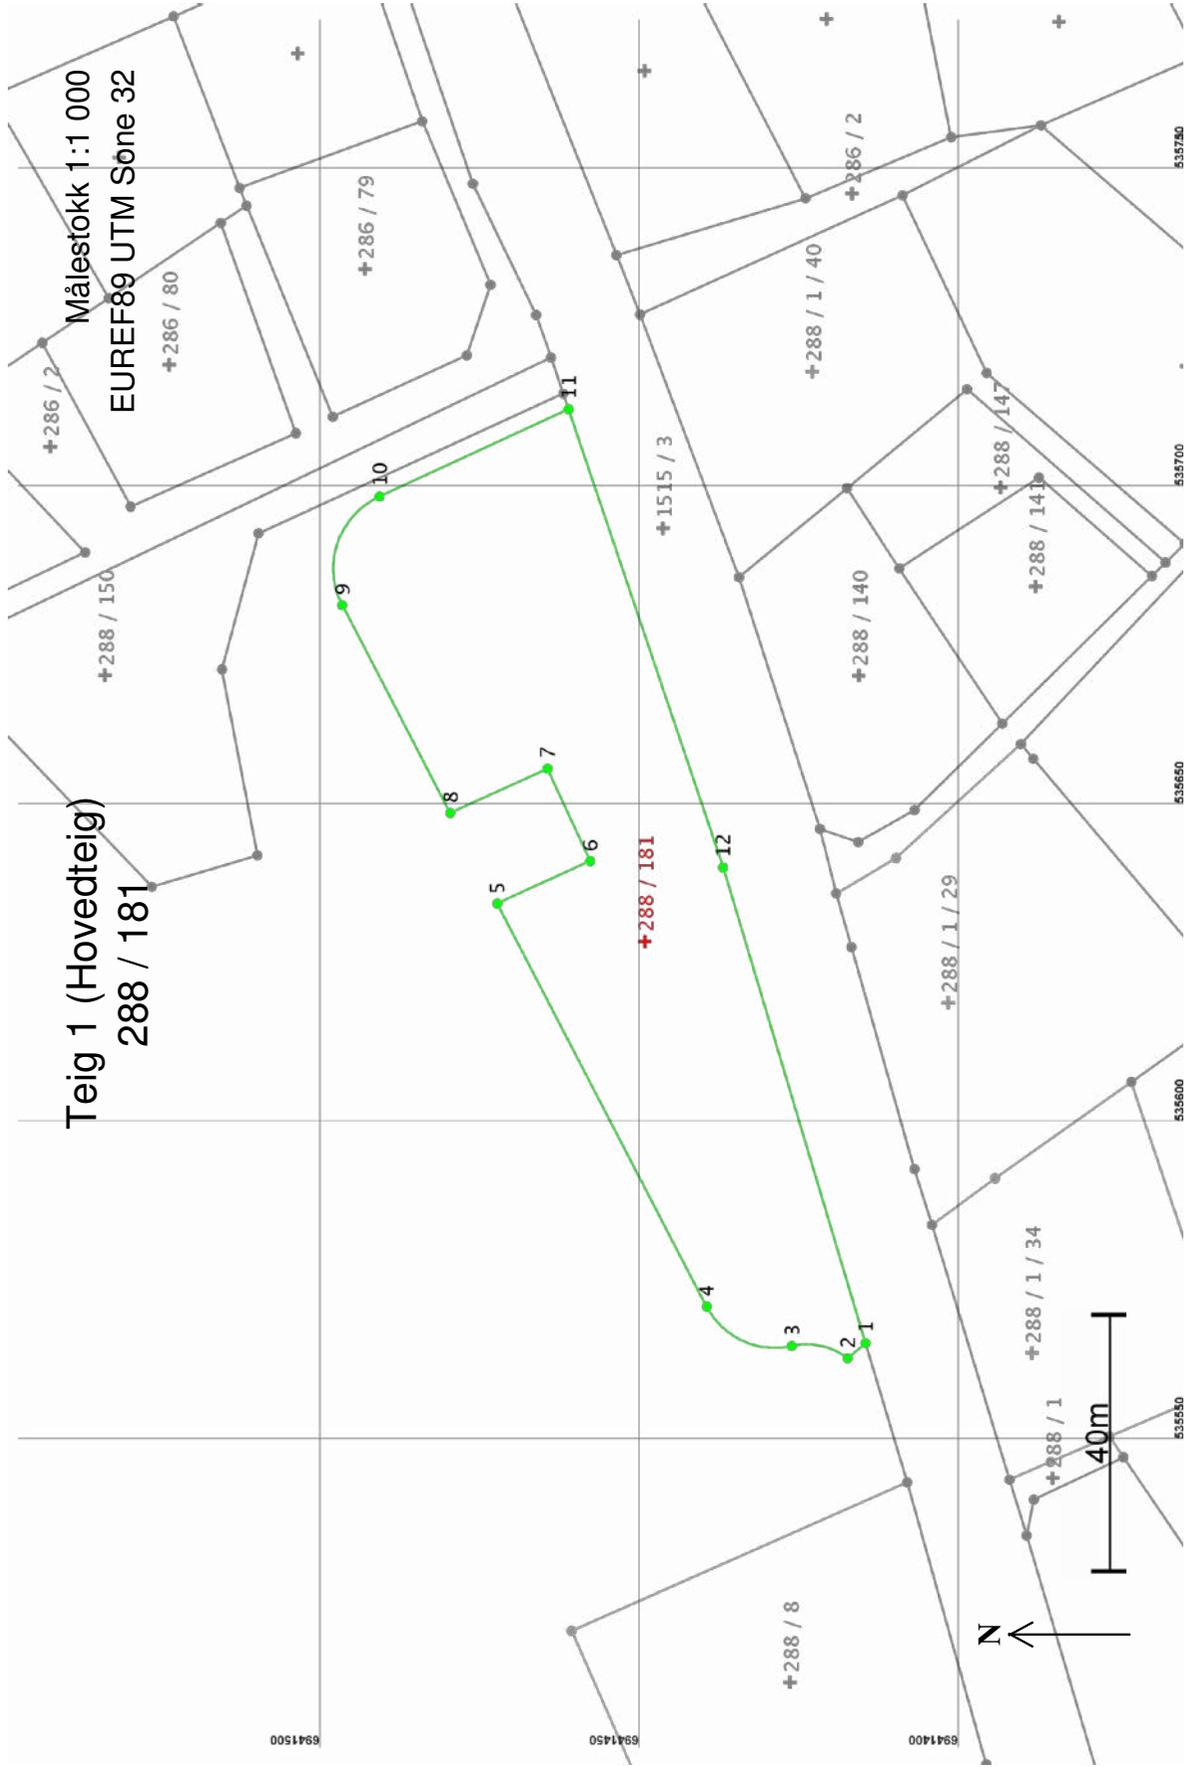 Teig 1 (Hovedteig)
288 / 181
Målestokk 1:1 000
EUREF89 UTM Sone 32
+288 / 150
+286 / 2
+286 / 80
+286 / 79
6941500
4
5
8
9
10
7
6
11
+288 / 181
+1515 / 3
6941450
+288 / 8
1
2
3
12
+288 / 140
+288 / 1 / 40
+286 / 2
6941400
N
+288 / 1 / 34
+288 / 1 / 29
+288 / 141
+288 / 147
+288 / 1
40m
535550
535600
535650
535700
535750